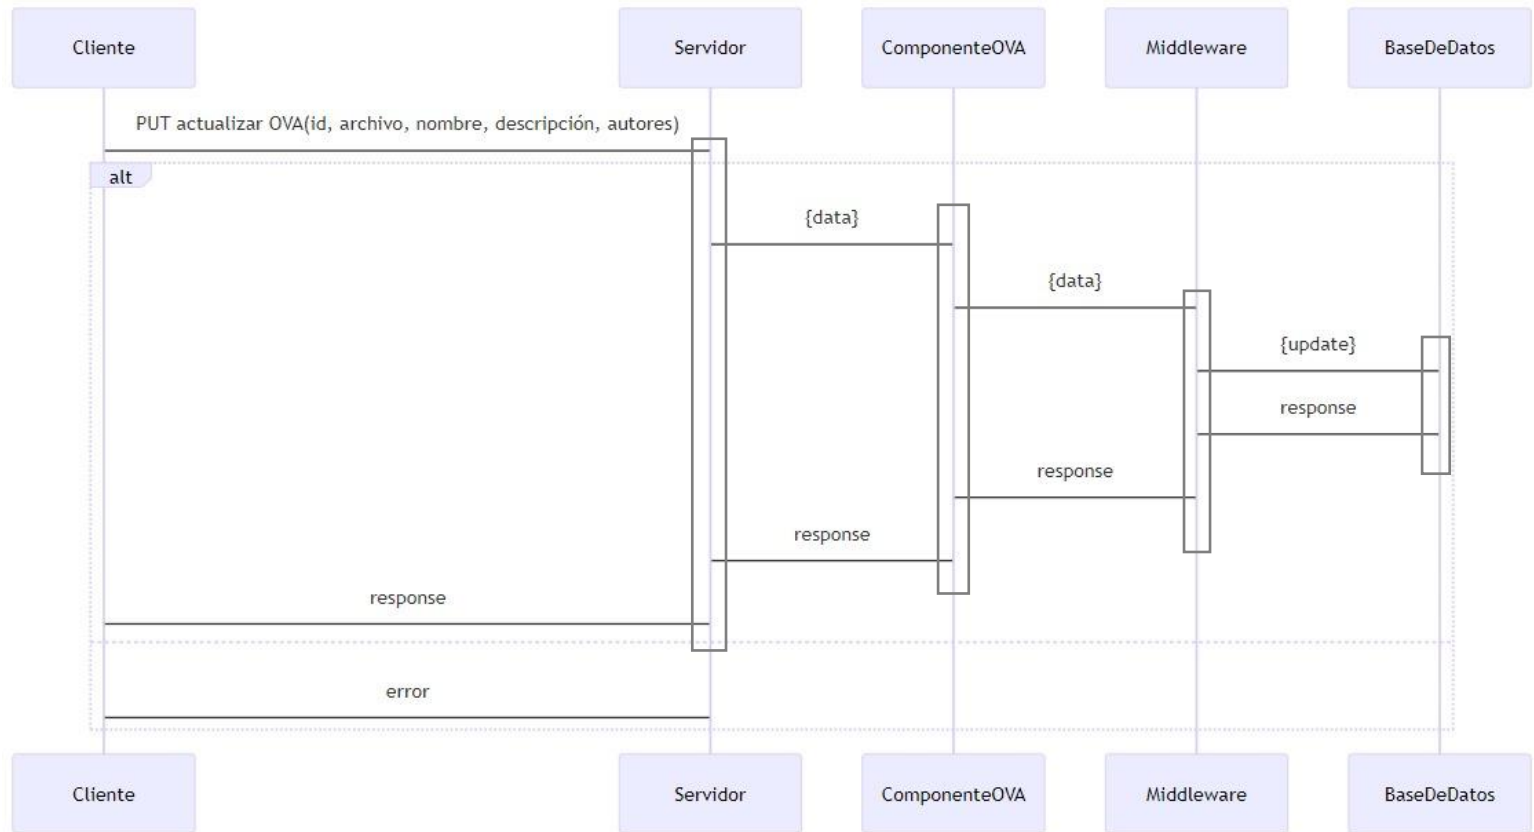 Cliente
Servidor
ComponenteOVA
Middleware
BaseDeDatos
PUT actualizar OVA(id, archivo, nombre, descripción, autores)
alt
{data}
{data}
{update}
response
response
response
response
error
Cliente
Servidor
ComponenteOVA
Middleware
BaseDeDatos